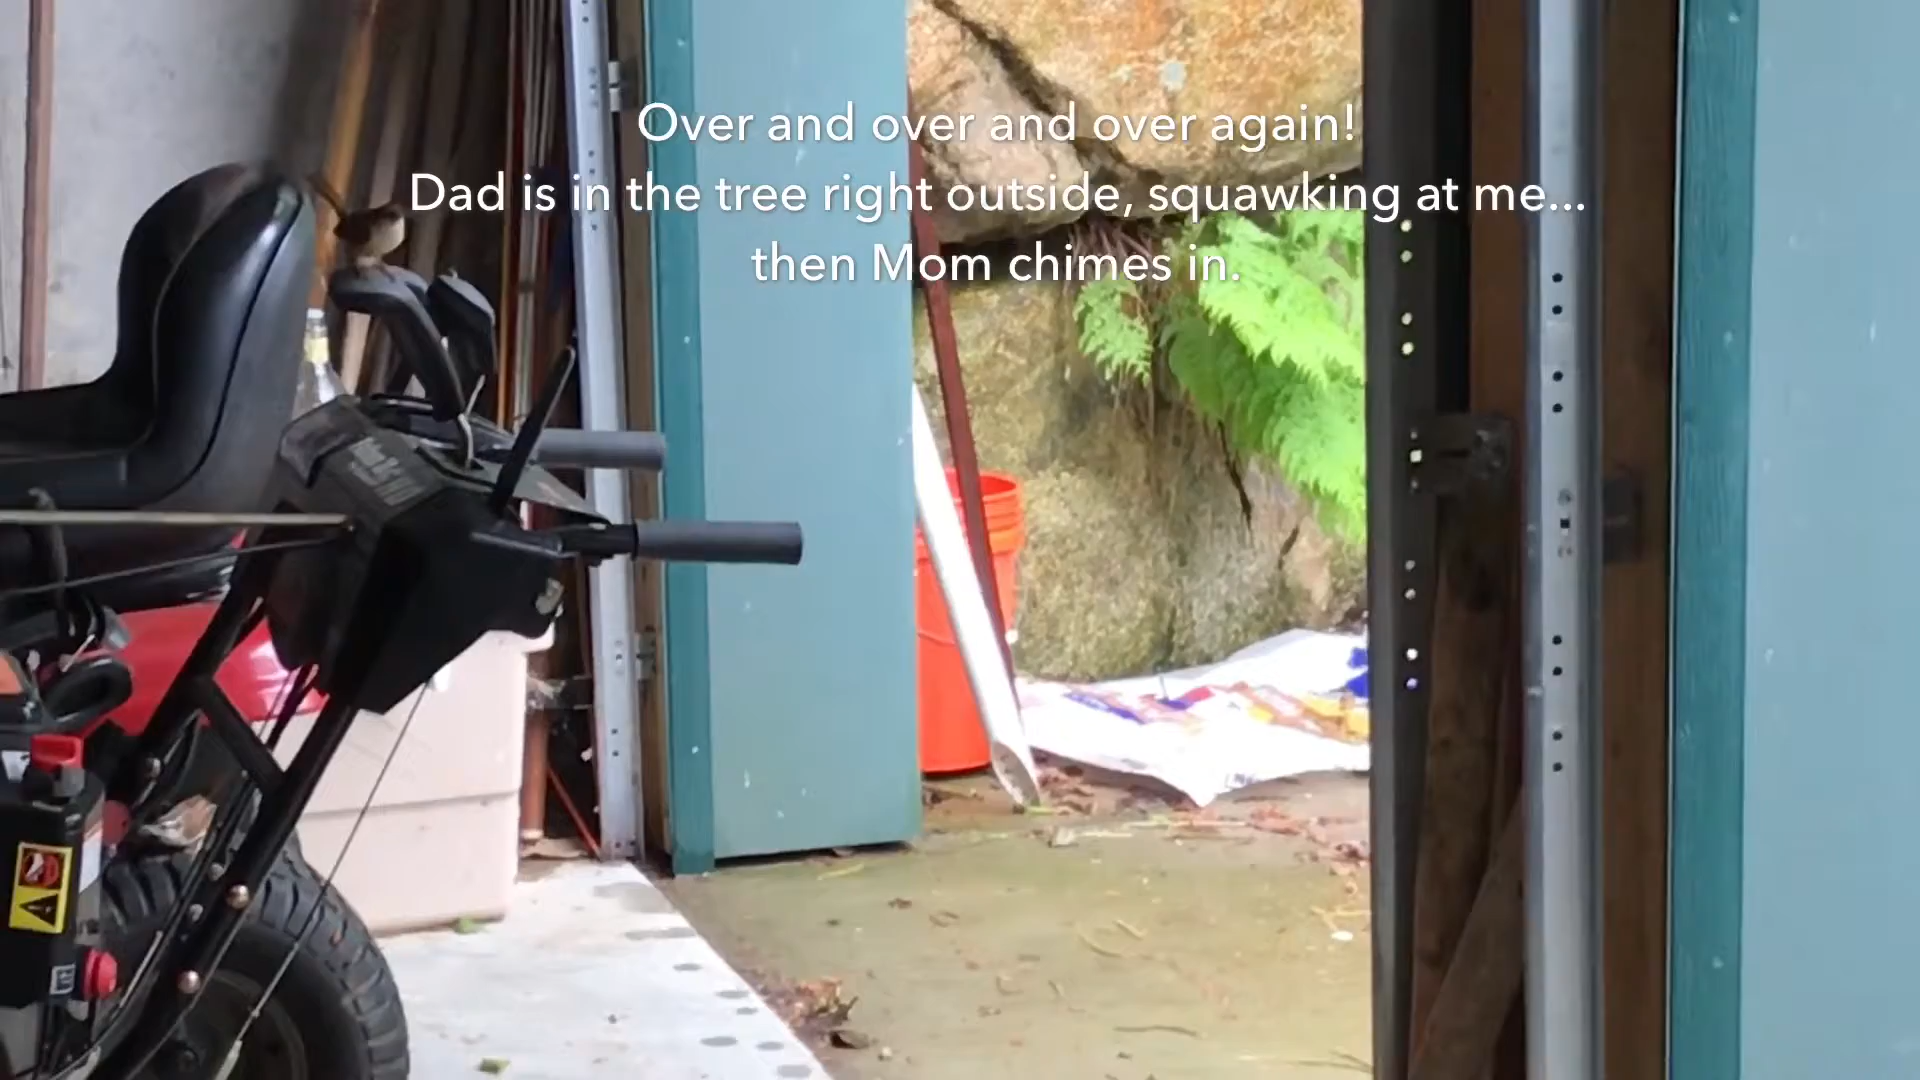 Over and over and over again!
Dad is in the tree right outside, squawking at me...
then Mom chimes in.